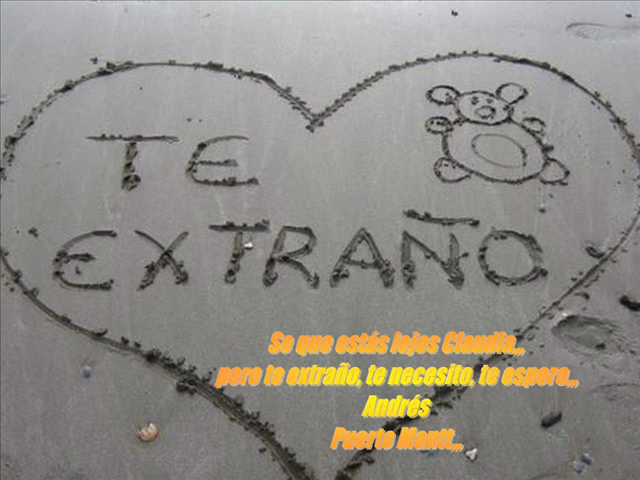 TE
EXTRAÑO
Se que estás lejos Claudia,,,
pero te extraño, te necesito, te espero,,,
Andrés
Puerto Montt,,,